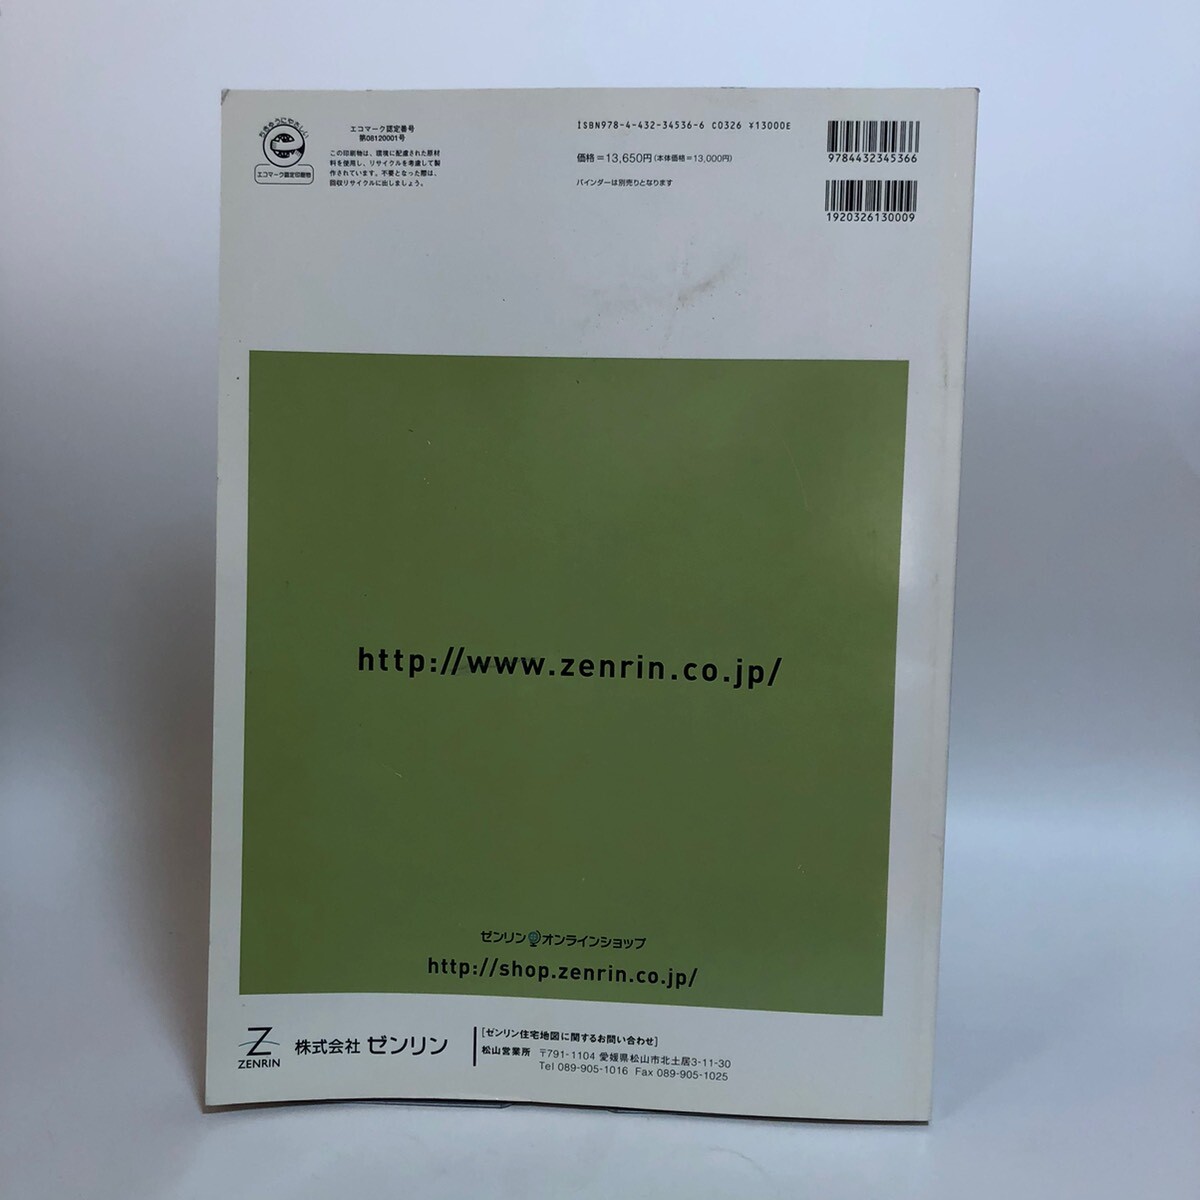 ちきゅうにやさしい
エコマーク認定印刷物
エコマーク認定番号
第06120001号
この印刷物は、環境に配慮された原材
料を使用し、リサイクルを考慮して製
作されています。不要となった際は、
回収リサイクルに出しましょう。
ISBN978-4-432-34536-6 C0326 ¥13000E
価格=13,650円(本体価格=13,000円)
バインダーは別売りとなります
9784432345366
1920326130009
http://www.zenrin.co.jp/
ゼンリンオンラインショップ
http://shop.zenrin.co.jp/
ZENRIN
株式会社 ゼンリン
[ゼンリン住宅地図に関するお問い合わせ]
松山営業所 〒791-1104 愛媛県松山市北土居3-11-30
Tel 089-905-1016 Fax 089-905-1025